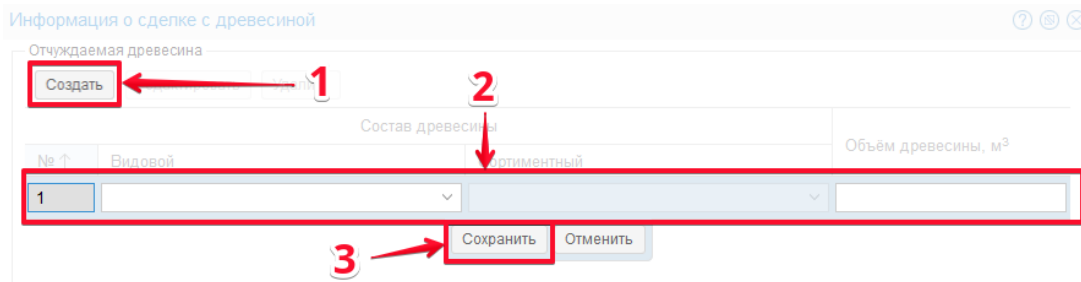 Информация о сделке с древесиной
Отчуждаемая древесина
Создать 1
2
Состав древесины
Объём древесины, м³
№ ↑ Видовой Сортиментный
1
Сохранить Отменить
3